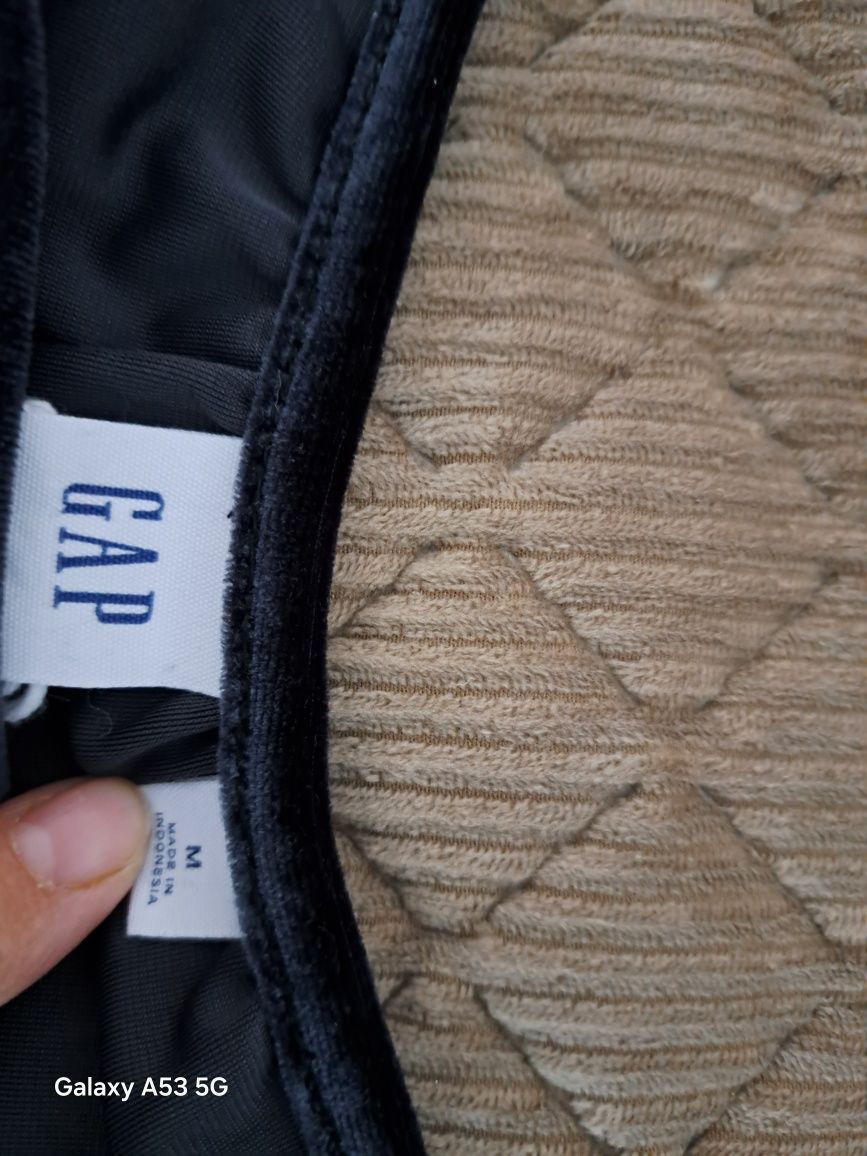 GAP
M
MADE IN
INDONESIA
Galaxy A53 5G